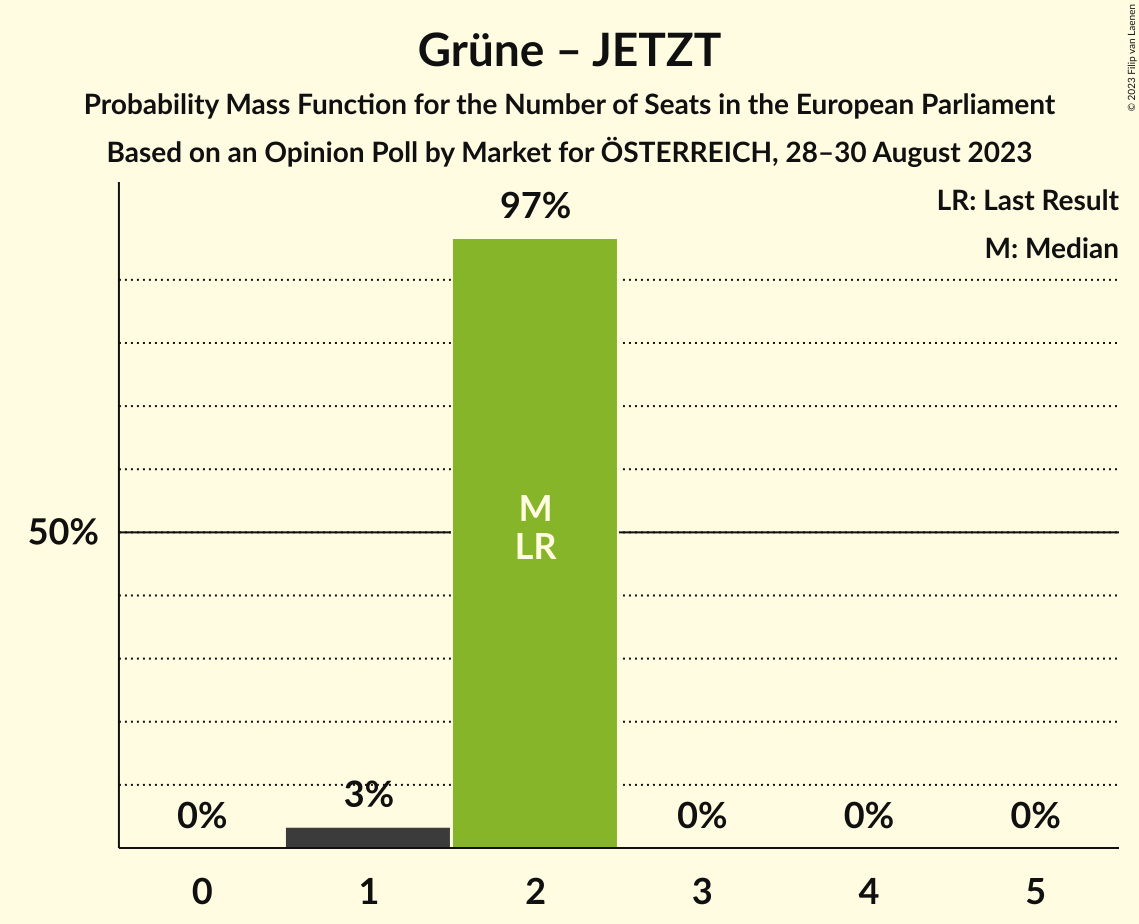 Grüne – JETZT
Probability Mass Function for the Number of Seats in the European Parliament
Based on an Opinion Poll by Market for ÖSTERREICH, 28–30 August 2023
© 2023 Filip van Laenen
LR: Last Result
M: Median
97%
50%
M
LR
0%
3%
0%
0%
0%
0
1
2
3
4
5